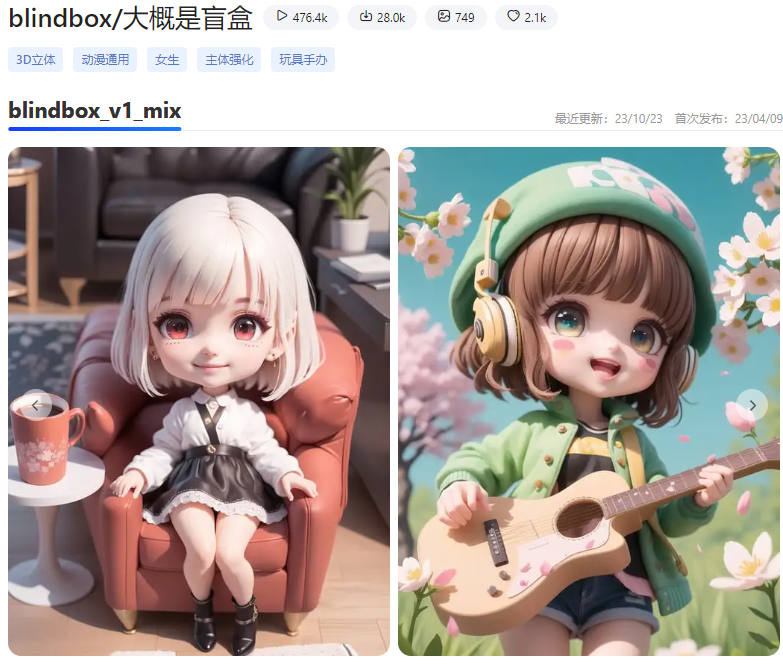 blindbox/大概是盲盒 476.4k 28.0k 749 2.1k
3D立体 动漫通用 女生 主体强化 玩具手办
blindbox_v1_mix
最近更新：23/10/23 首次发布：23/04/09